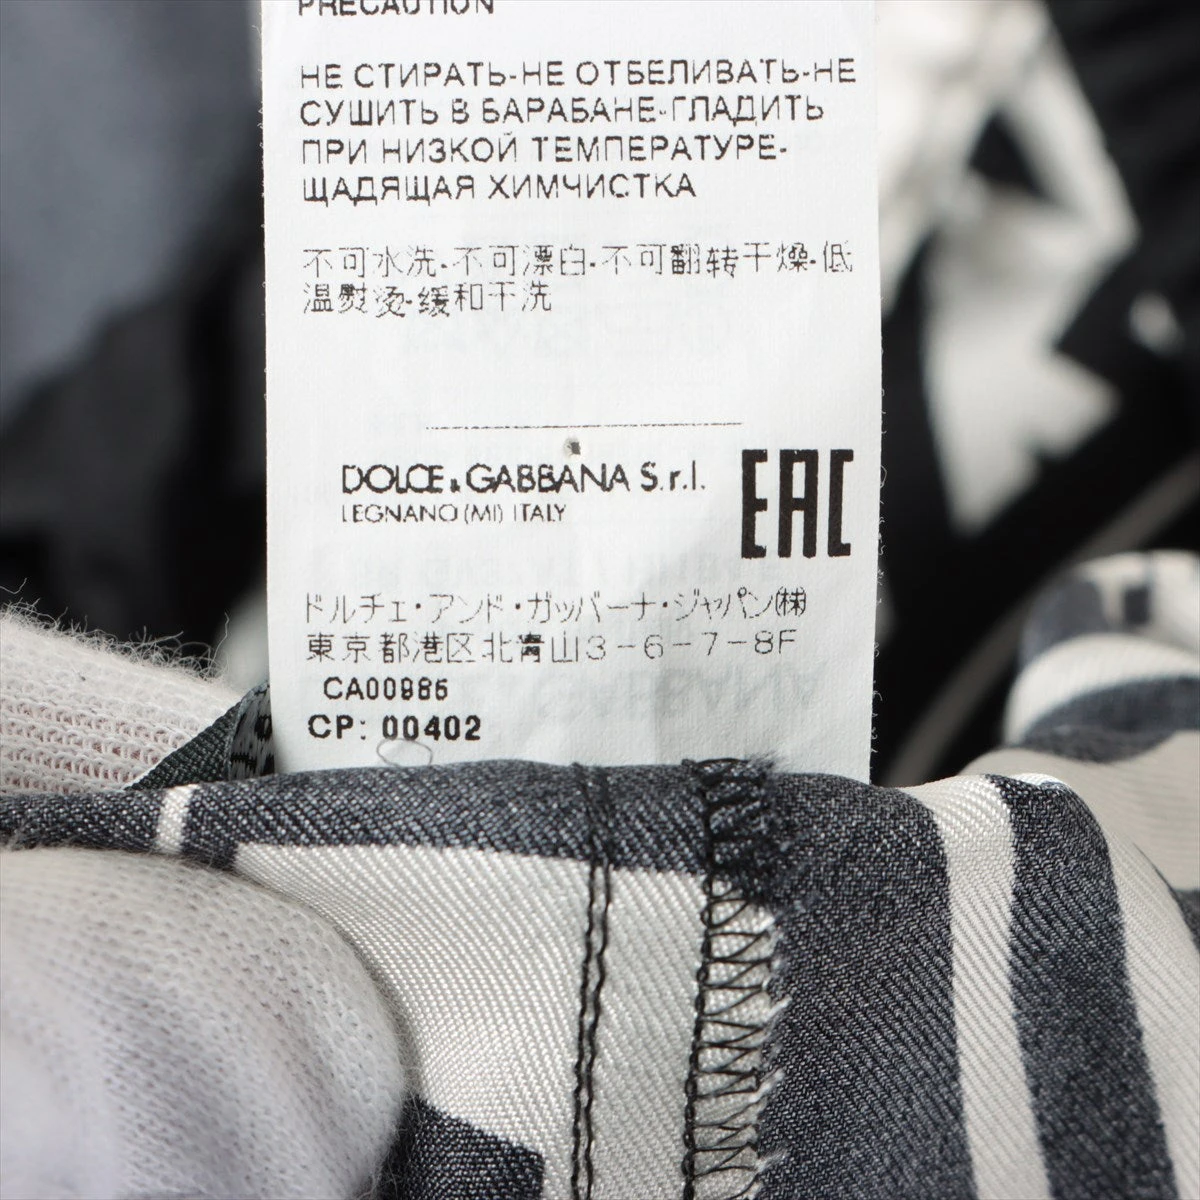 PRECAUTION
НЕ СТИРАТЬ-НЕ ОТБЕЛИВАТЬ-НЕ
СУШИТЬ В БАРАБАНЕ-ГЛАДИТЬ
ПРИ НИЗКОЙ ТЕМПЕРАТУРЕ-
ЩАДЯЩАЯ ХИМЧИСТКА
不可水洗-不可漂白-不可翻转干燥-低
温熨烫-缓和干洗
DOLCE & GABBANA S.r.l.
LEGNANO (MI) ITALY
EAC
ドルチェ・アンド・ガッバーナ・ジャパン(株)
東京都港区北青山3-6-7-8F
CA00986
CP: 00402